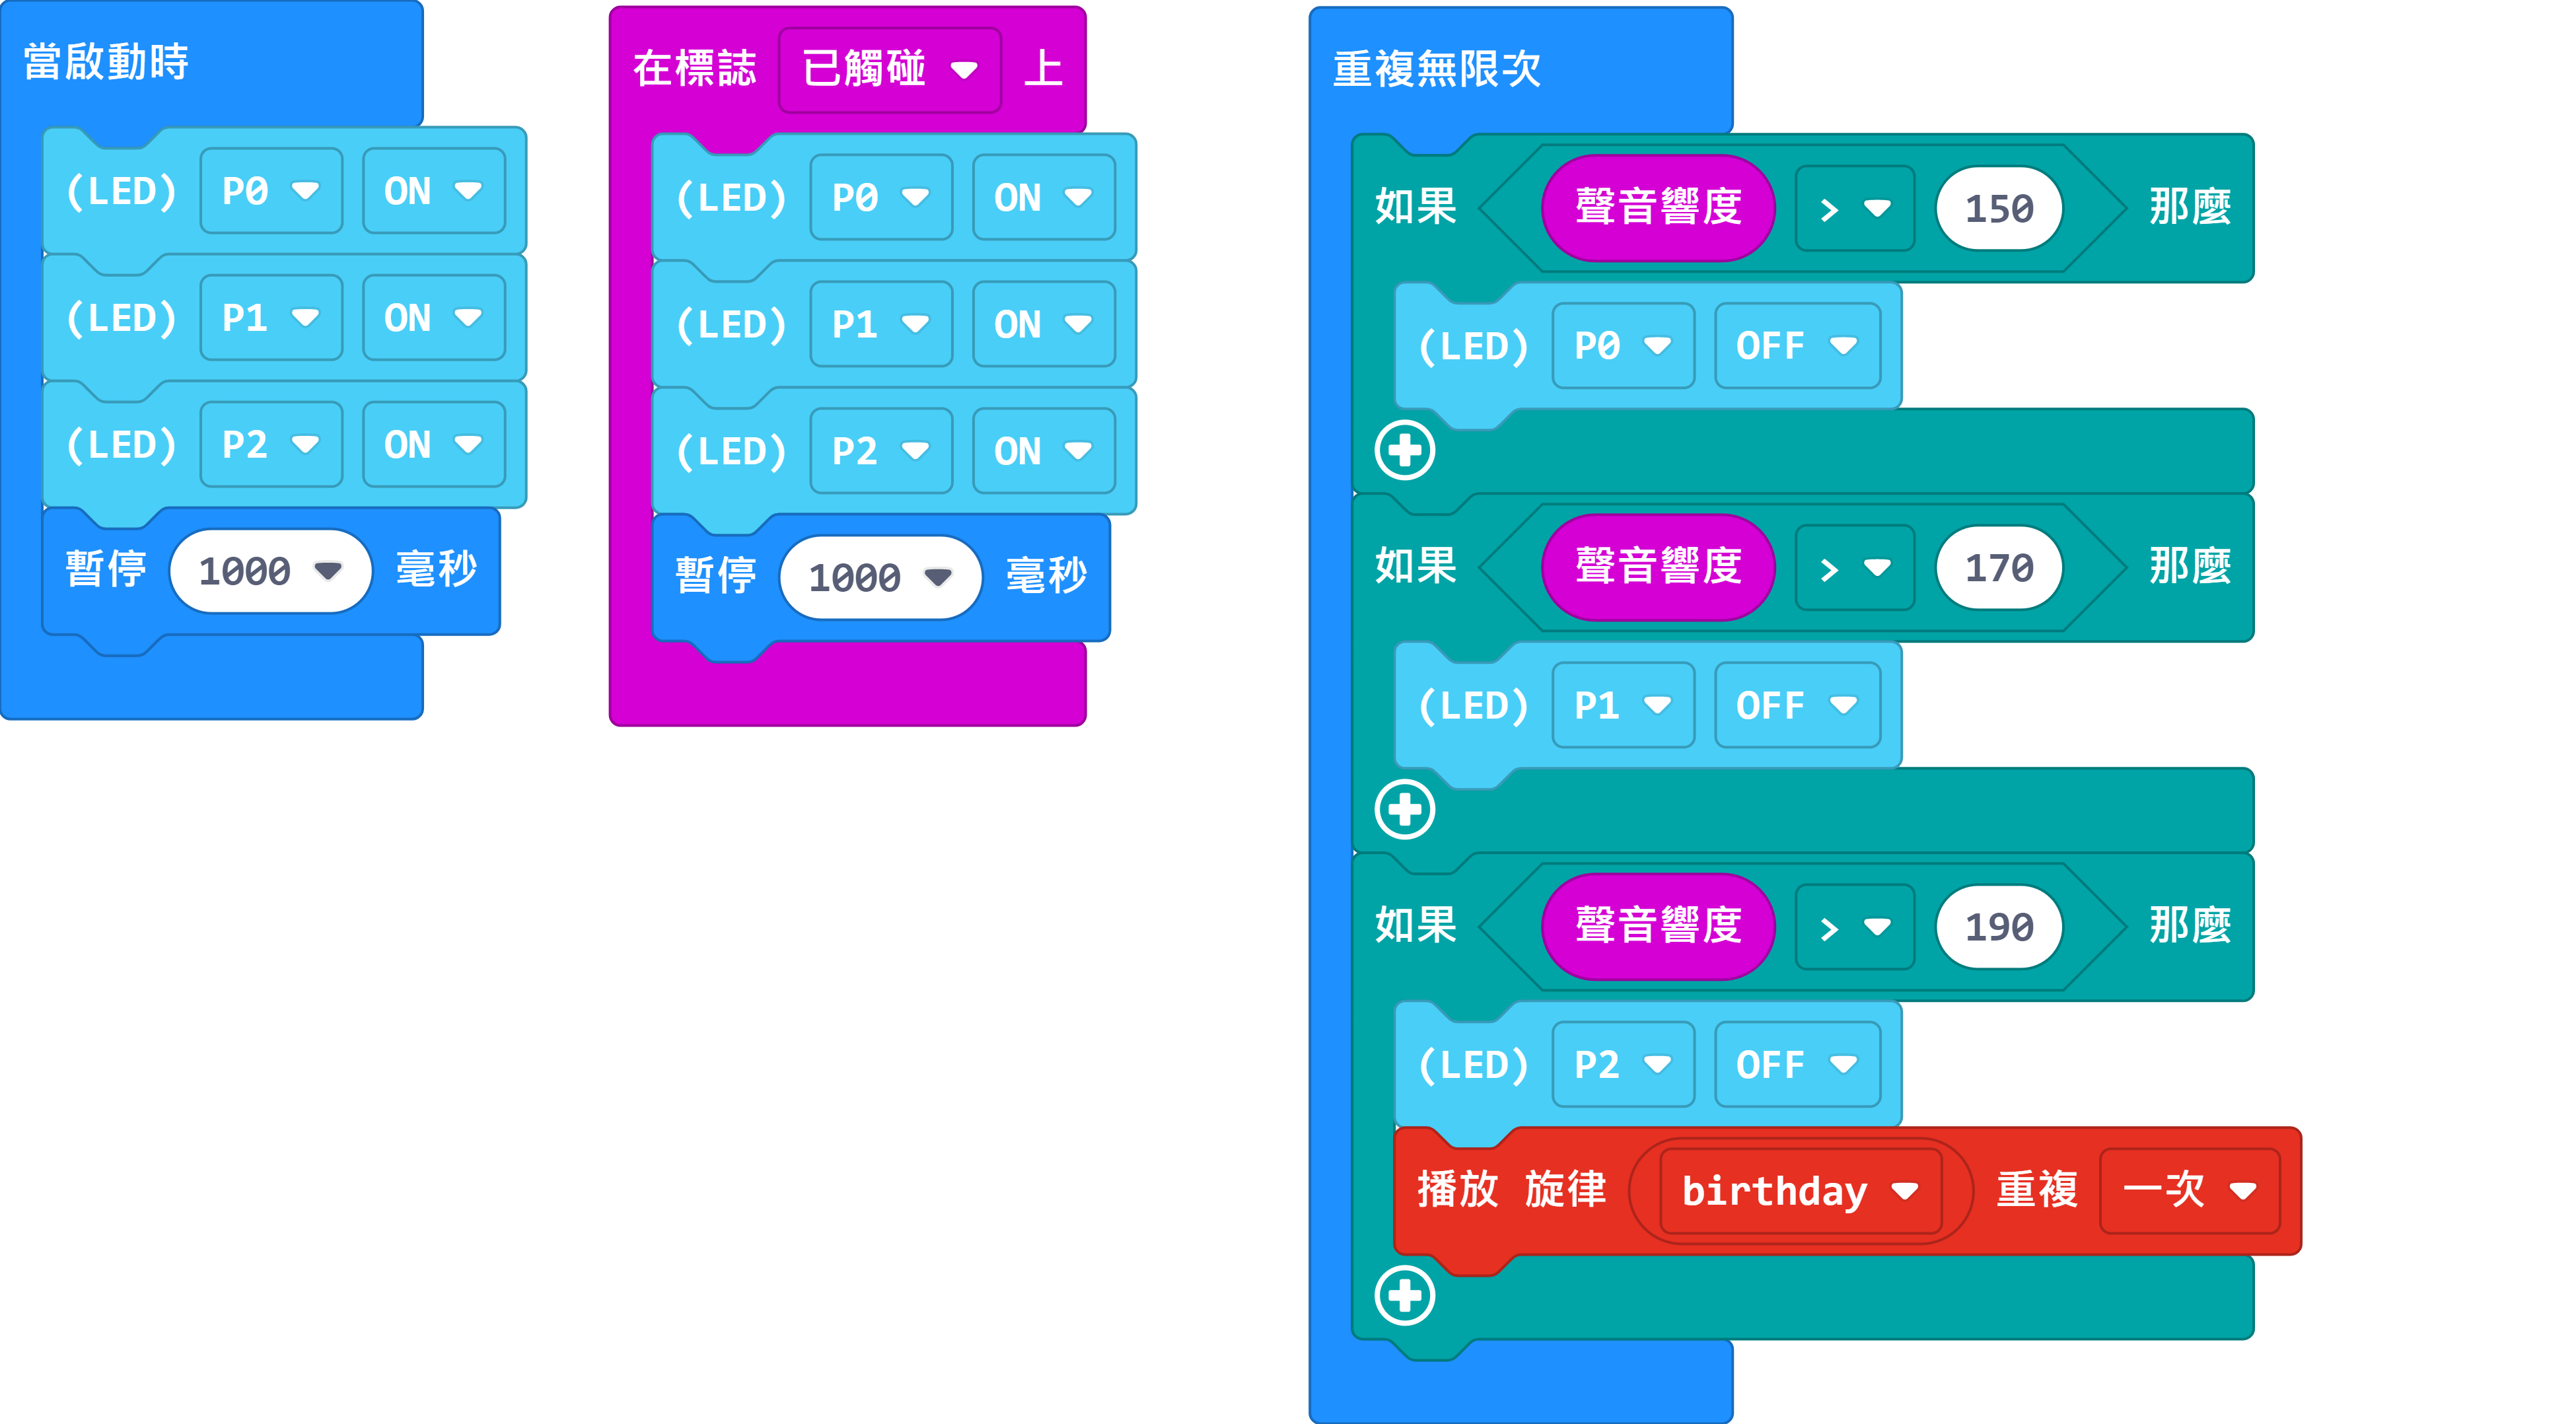 當啟動時
(LED) P0 ON
(LED) P1 ON
(LED) P2 ON
暫停 1000 毫秒
在標誌 已觸碰 上
(LED) P0 ON
(LED) P1 ON
(LED) P2 ON
暫停 1000 毫秒
重複無限次
如果 聲音響度 > 150 那麼
(LED) P0 OFF
如果 聲音響度 > 170 那麼
(LED) P1 OFF
如果 聲音響度 > 190 那麼
(LED) P2 OFF
播放 旋律 birthday 重複 一次